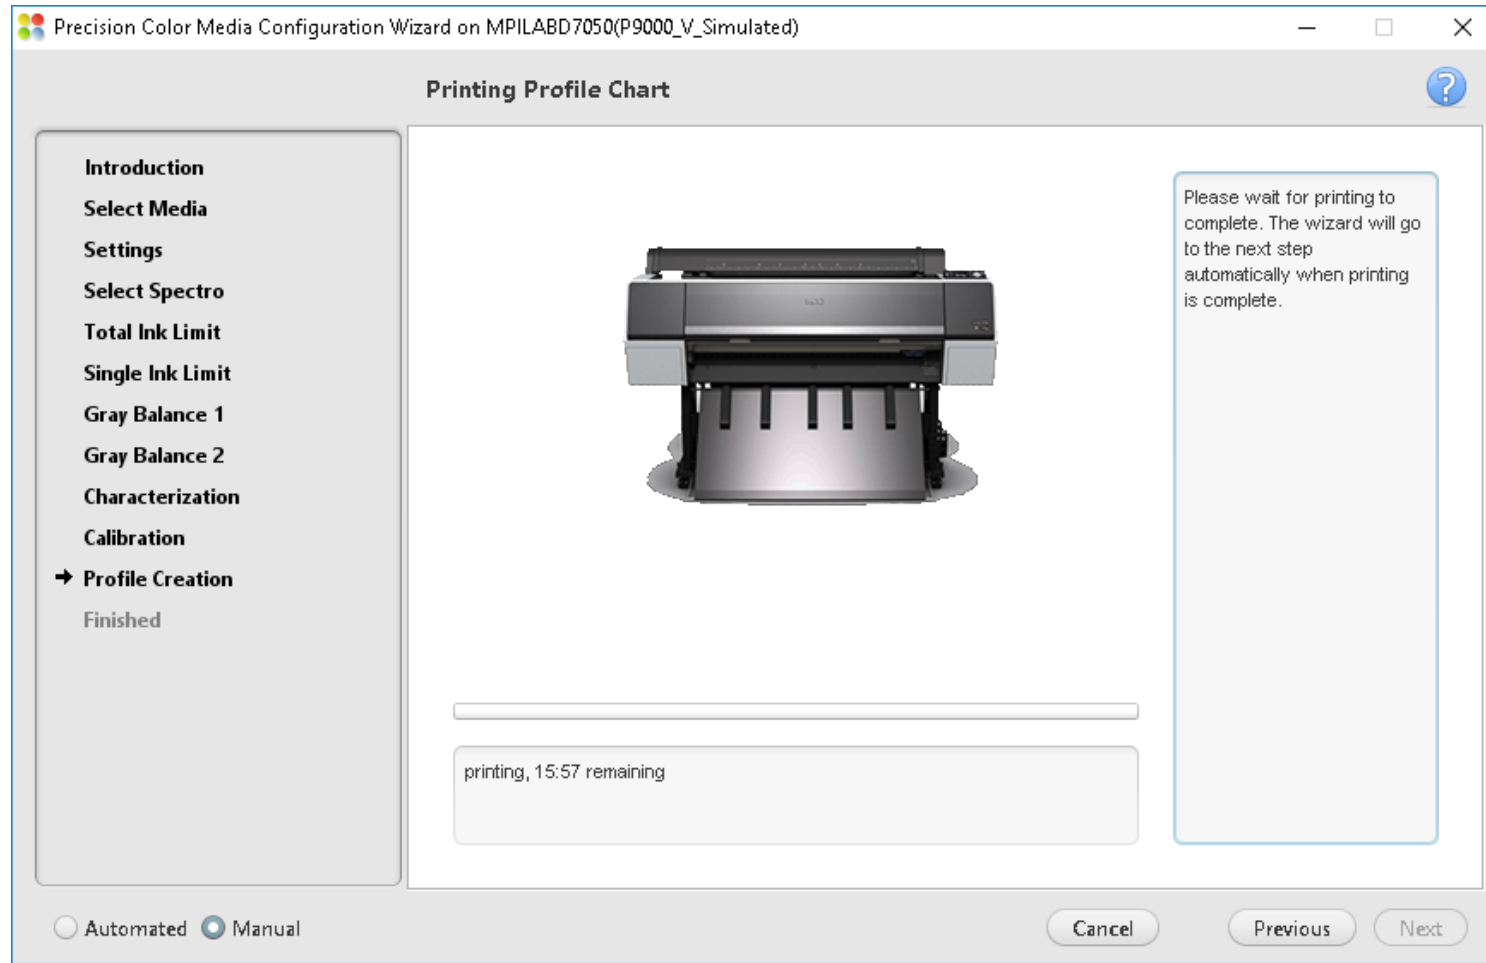 Precision Color Media Configuration Wizard on MPILABD7050(P9000_V_Simulated)
Printing Profile Chart
?
Introduction
Select Media
Settings
Select Spectro
Total Ink Limit
Single Ink Limit
Gray Balance 1
Gray Balance 2
Characterization
Calibration
Profile Creation
Finished
Please wait for printing to
complete. The wizard will go
to the next step
automatically when printing
is complete.
printing, 15:57 remaining
Automated Manual
Cancel Previous Next